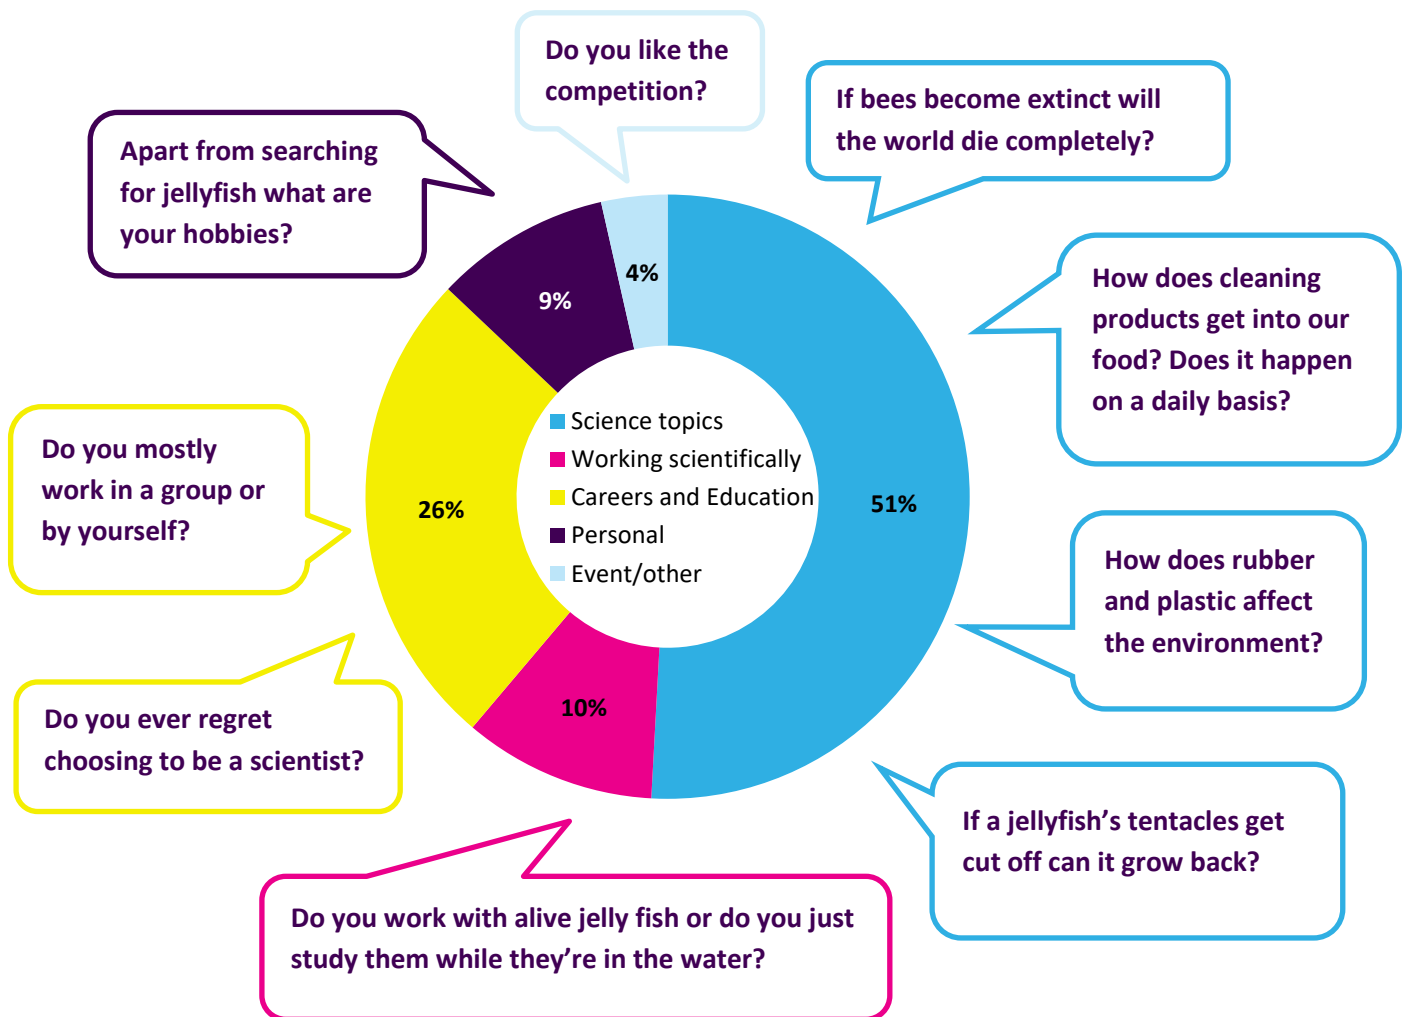 Do you like the
competition?
If bees become extinct will
the world die completely?
Apart from searching
for jellyfish what are
your hobbies?
How does cleaning
products get into our
food? Does it happen
on a daily basis?
4%
9%
Science topics
Working scientifically
Careers and Education
Personal
Event/other
26%
51%
10%
Do you mostly
work in a group or
by yourself?
How does rubber
and plastic affect
the environment?
Do you ever regret
choosing to be a scientist?
If a jellyfish’s tentacles get
cut off can it grow back?
Do you work with alive jelly fish or do you just
study them while they’re in the water?